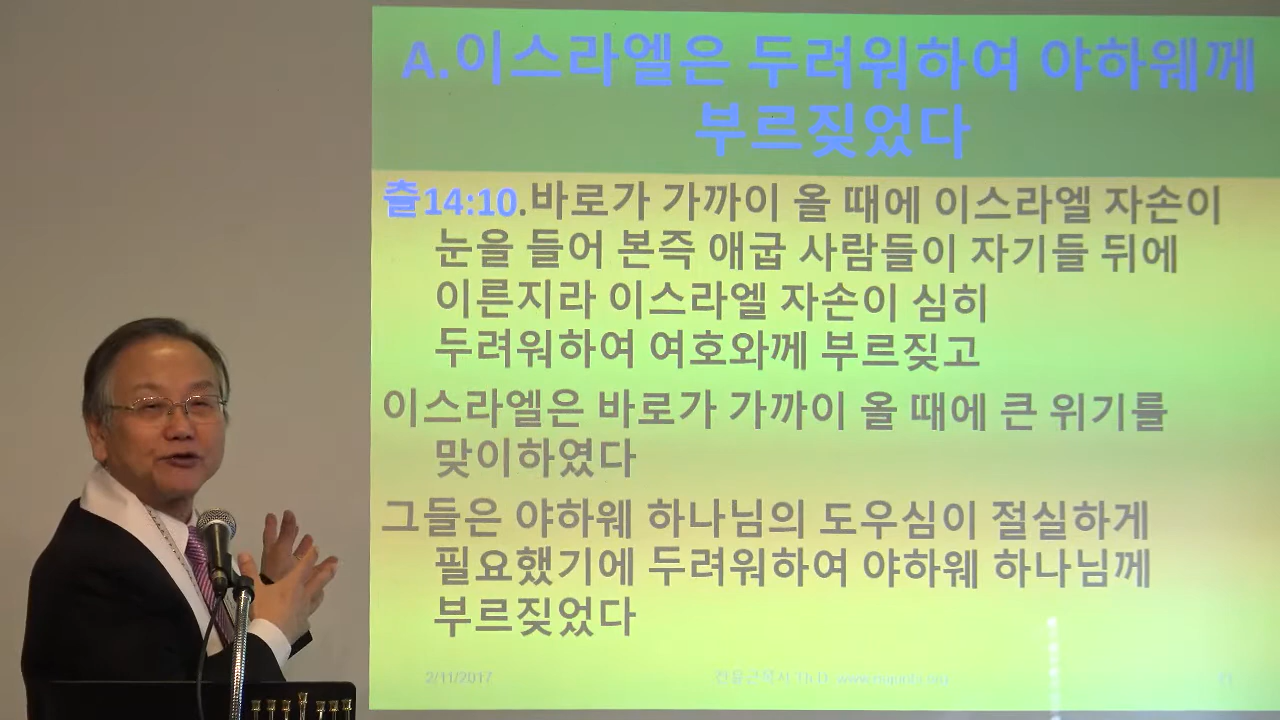 A.이스라엘은 두려워하여 야하웨께
부르짖었다
출14:10.바로가 가까이 올 때에 이스라엘 자손이
눈을 들어 본즉 애굽 사람들이 자기들 뒤에
이른지라 이스라엘 자손이 심히
두려워하여 여호와께 부르짖고
이스라엘은 바로가 가까이 올 때에 큰 위기를
맞이하였다
그들은 야하웨 하나님의 도우심이 절실하게
필요했기에 두려워하여 야하웨 하나님께
부르짖었다
2/11/2017